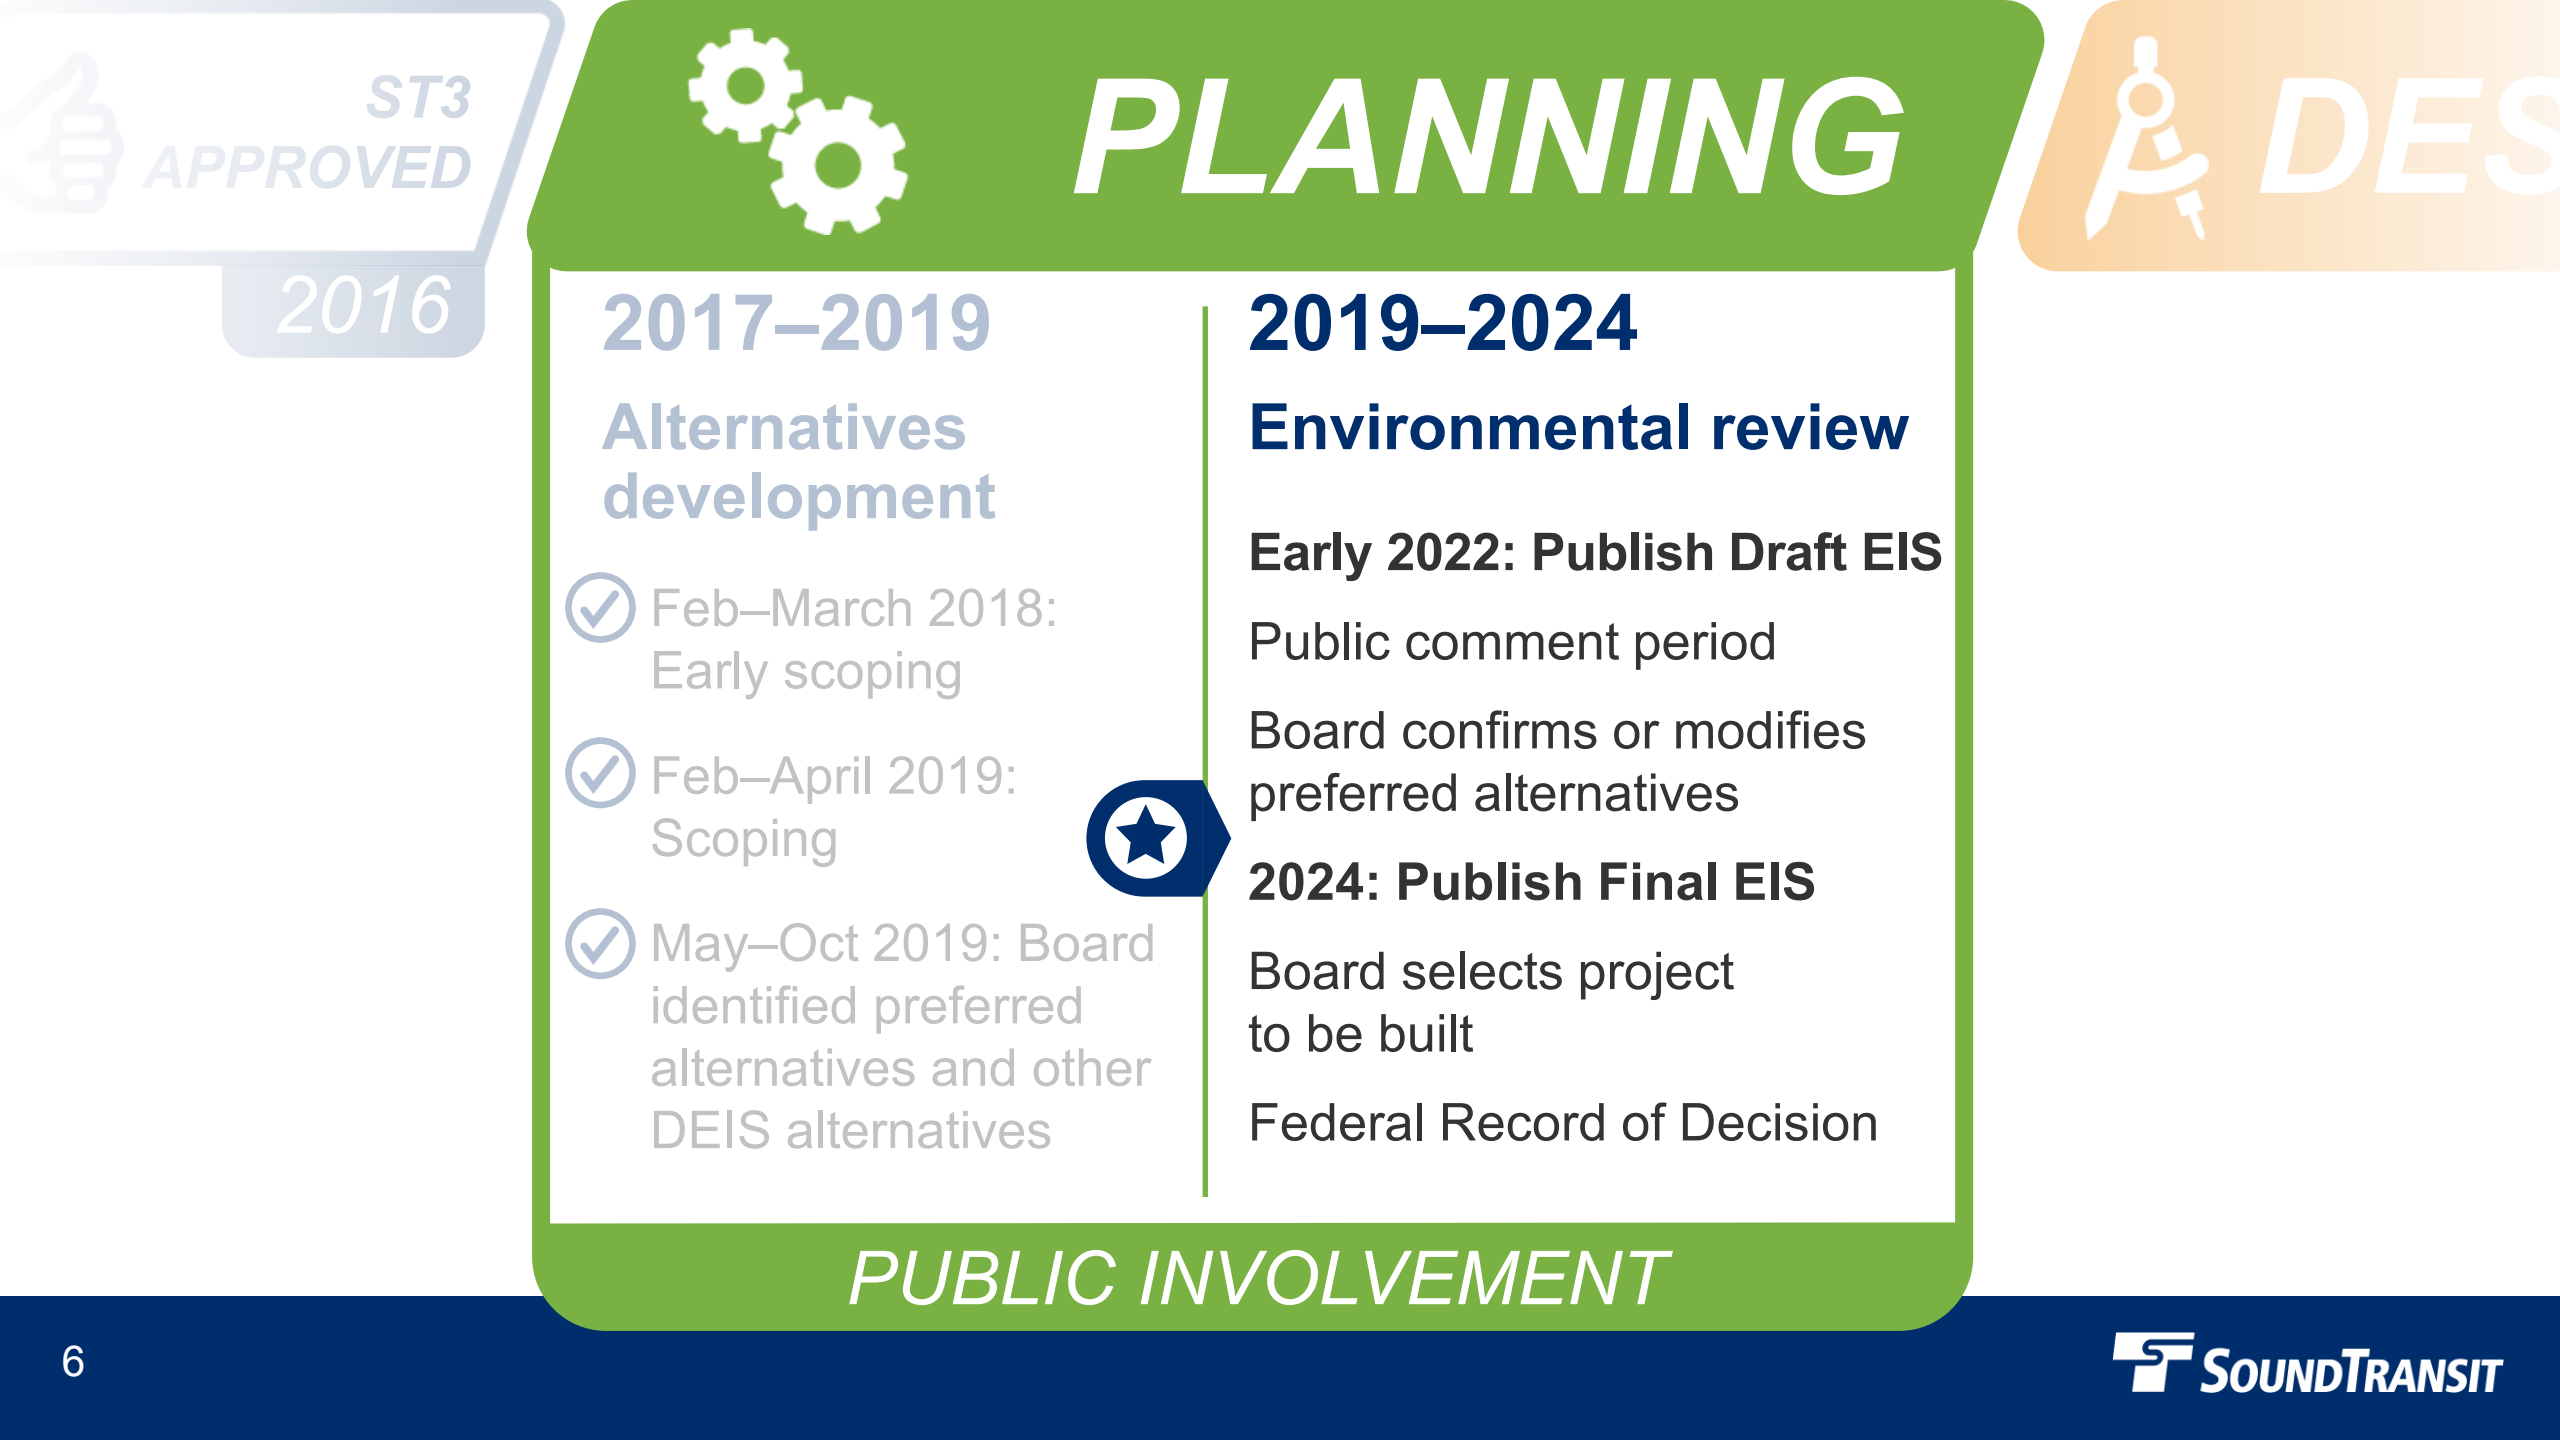 ST3
APPROVED
2016
PLANNING
DES
2017–2019
Alternatives
development
Feb–March 2018:
Early scoping
Feb–April 2019:
Scoping
May–Oct 2019: Board
identified preferred
alternatives and other
DEIS alternatives
2019–2024
Environmental review
Early 2022: Publish Draft EIS
Public comment period
Board confirms or modifies
preferred alternatives
2024: Publish Final EIS
Board selects project
to be built
Federal Record of Decision
PUBLIC INVOLVEMENT
6
SOUNDTRANSIT